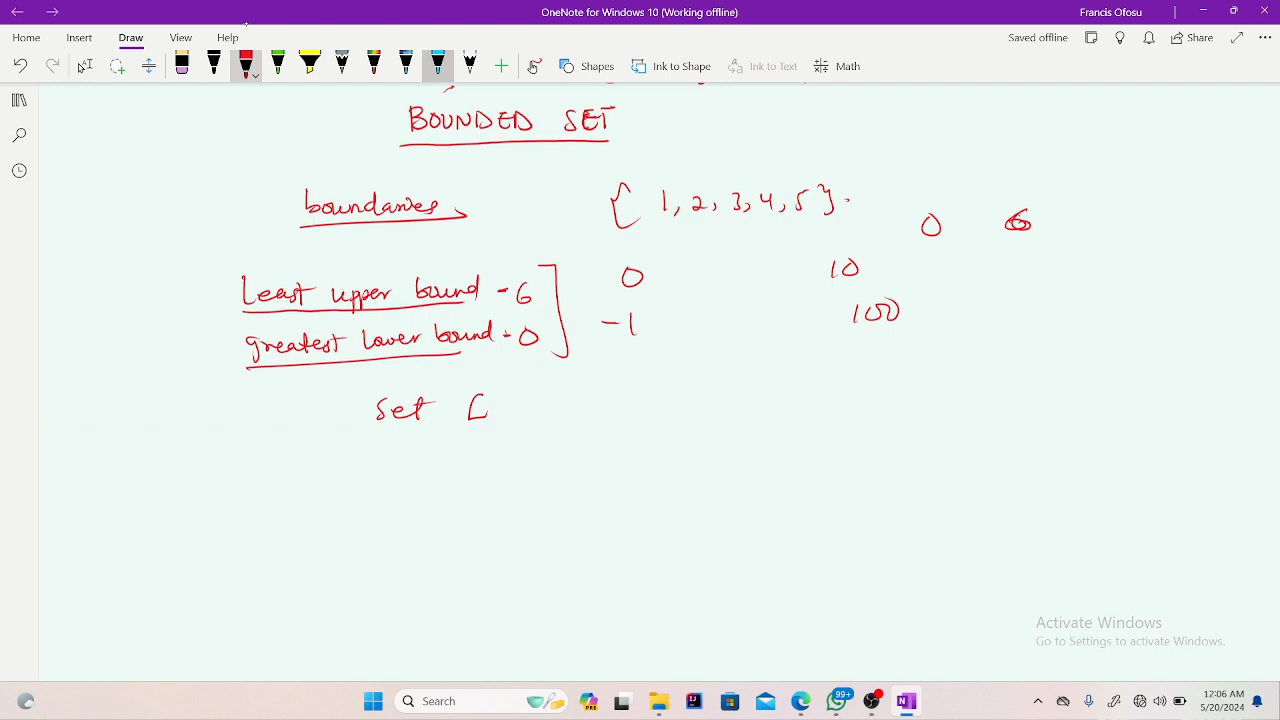 OneNote for Windows 10 (Working offline)
Francis Ofosu
Home Insert Draw View Help
Saved offline
Share
Shapes
Ink to Shape
Ink to Text
Math
BOUNDED SET
boundaries
{ 1, 2, 3, 4, 5 }.
0 6
Least upper bound - 6
0 10
greatest lower bound - 0
-1 100
Set
Activate Windows
Go to Settings to activate Windows.
Search
PRE
99+
12:06 AM
5/20/2024